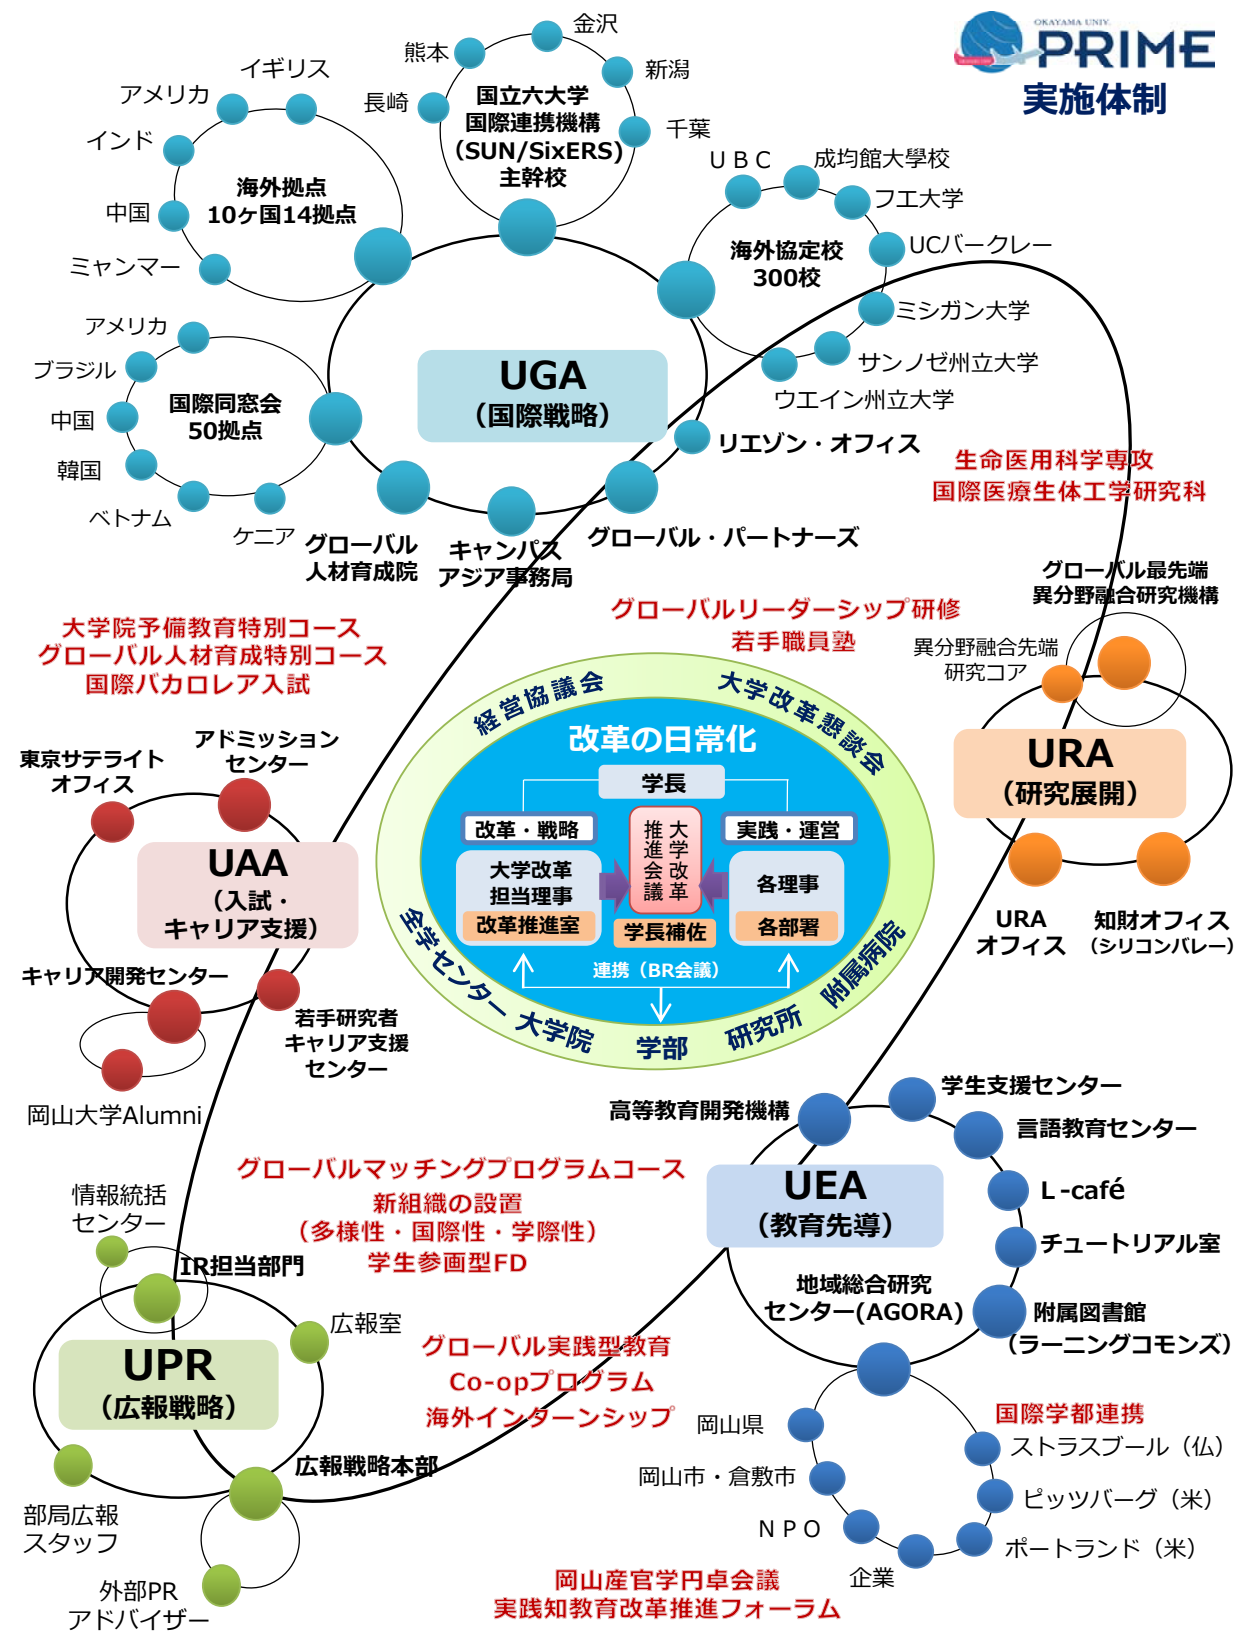 OKAYAMA UNIV.
PRIME
実施体制
金沢
熊本
新潟
長崎
千葉
国立六大学
国際連携機構
(SUN/SixERS)
主幹校
イギリス
アメリカ
インド
中国
ミャンマー
海外拠点
10ヶ国14拠点
UBC
成均館大學校
フエ大学
UCバークレー
ミシガン大学
サンノゼ州立大学
ウエイン州立大学
海外協定校
300校
アメリカ
ブラジル
中国
韓国
ベトナム
ケニア
国際同窓会
50拠点
UGA
（国際戦略）
リエゾン・オフィス
グローバル・パートナーズ
キャンパス
アジア事務局
グローバル
人材育成院
生命医用科学専攻
国際医療生体工学研究科
グローバル最先端
異分野融合研究機構
異分野融合先端
研究コア
URA
（研究展開）
URA
オフィス
知財オフィス
（シリコンバレー）
大学院予備教育特別コース
グローバル人材育成特別コース
国際バカロレア入試
グローバルリーダーシップ研修
若手職員塾
経営協議会
大学改革懇談会
改革の日常化
学長
改革・戦略
大学改革
推進会議
実践・運営
大学改革
担当理事
改革推進室
学長補佐
各理事
各部署
連携（BR会議）
全学センター
大学院
学部
研究所
附属病院
東京サテライト
オフィス
アドミッション
センター
UAA
（入試・
キャリア支援）
キャリア開発センター
若手研究者
キャリア支援
センター
岡山大学Alumni
高等教育開発機構
学生支援センター
言語教育センター
L-café
チュートリアル室
附属図書館
（ラーニングコモンズ）
UEA
（教育先導）
地域総合研究
センター(AGORA)
グローバルマッチングプログラムコース
新組織の設置
（多様性・国際性・学際性）
学生参画型FD
情報統括
センター
IR担当部門
広報室
UPR
（広報戦略）
広報戦略本部
部局広報
スタッフ
外部PR
アドバイザー
グローバル実践型教育
Co-opプログラム
海外インターンシップ
岡山県
岡山市・倉敷市
NPO
企業
国際学都連携
ストラスブール（仏）
ピッツバーグ（米）
ポートランド（米）
岡山産官学円卓会議
実践知教育改革推進フォーラム